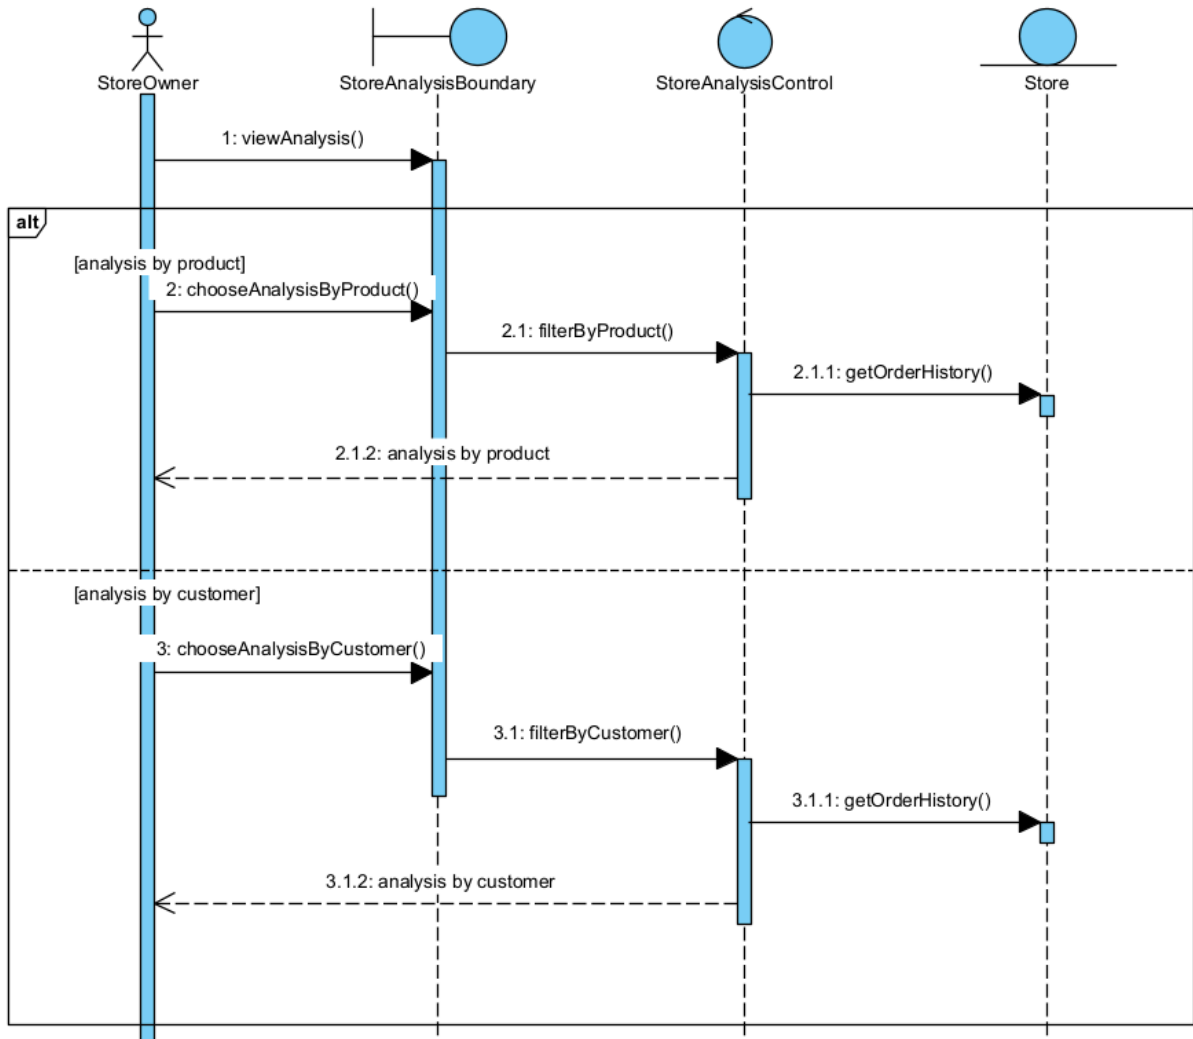 StoreOwner
StoreAnalysisBoundary
StoreAnalysisControl
Store
1: viewAnalysis()
alt
[analysis by product]
2: chooseAnalysisByProduct()
2.1: filterByProduct()
2.1.1: getOrderHistory()
2.1.2: analysis by product
[analysis by customer]
3: chooseAnalysisByCustomer()
3.1: filterByCustomer()
3.1.1: getOrderHistory()
3.1.2: analysis by customer